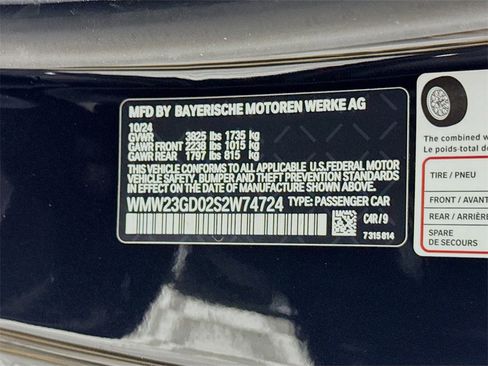 MFD BY BAYERISCHE MOTOREN WERKE AG
10/24
GVWR 3825 lbs 1735 kg
GAWR FRONT 2238 lbs 1015 kg
GAWR REAR 1797 lbs 815 kg
THIS VEHICLE CONFORMS TO ALL APPLICABLE U.S.FEDERAL MOTOR
VEHICLE SAFETY, BUMPER AND THEFT PREVENTION STANDARDS
IN EFFECT ON THE DATE OF MANUFACTURE SHOWN ABOVE.
WMW23GD02S2W74724 TYPE: PASSENGER CAR
C4R/9
7315814
The combined w
Le poids total
TIRE / PNEU
FRONT / AVANT
REAR / ARRIÈRE
SPARE
DE SECOURS